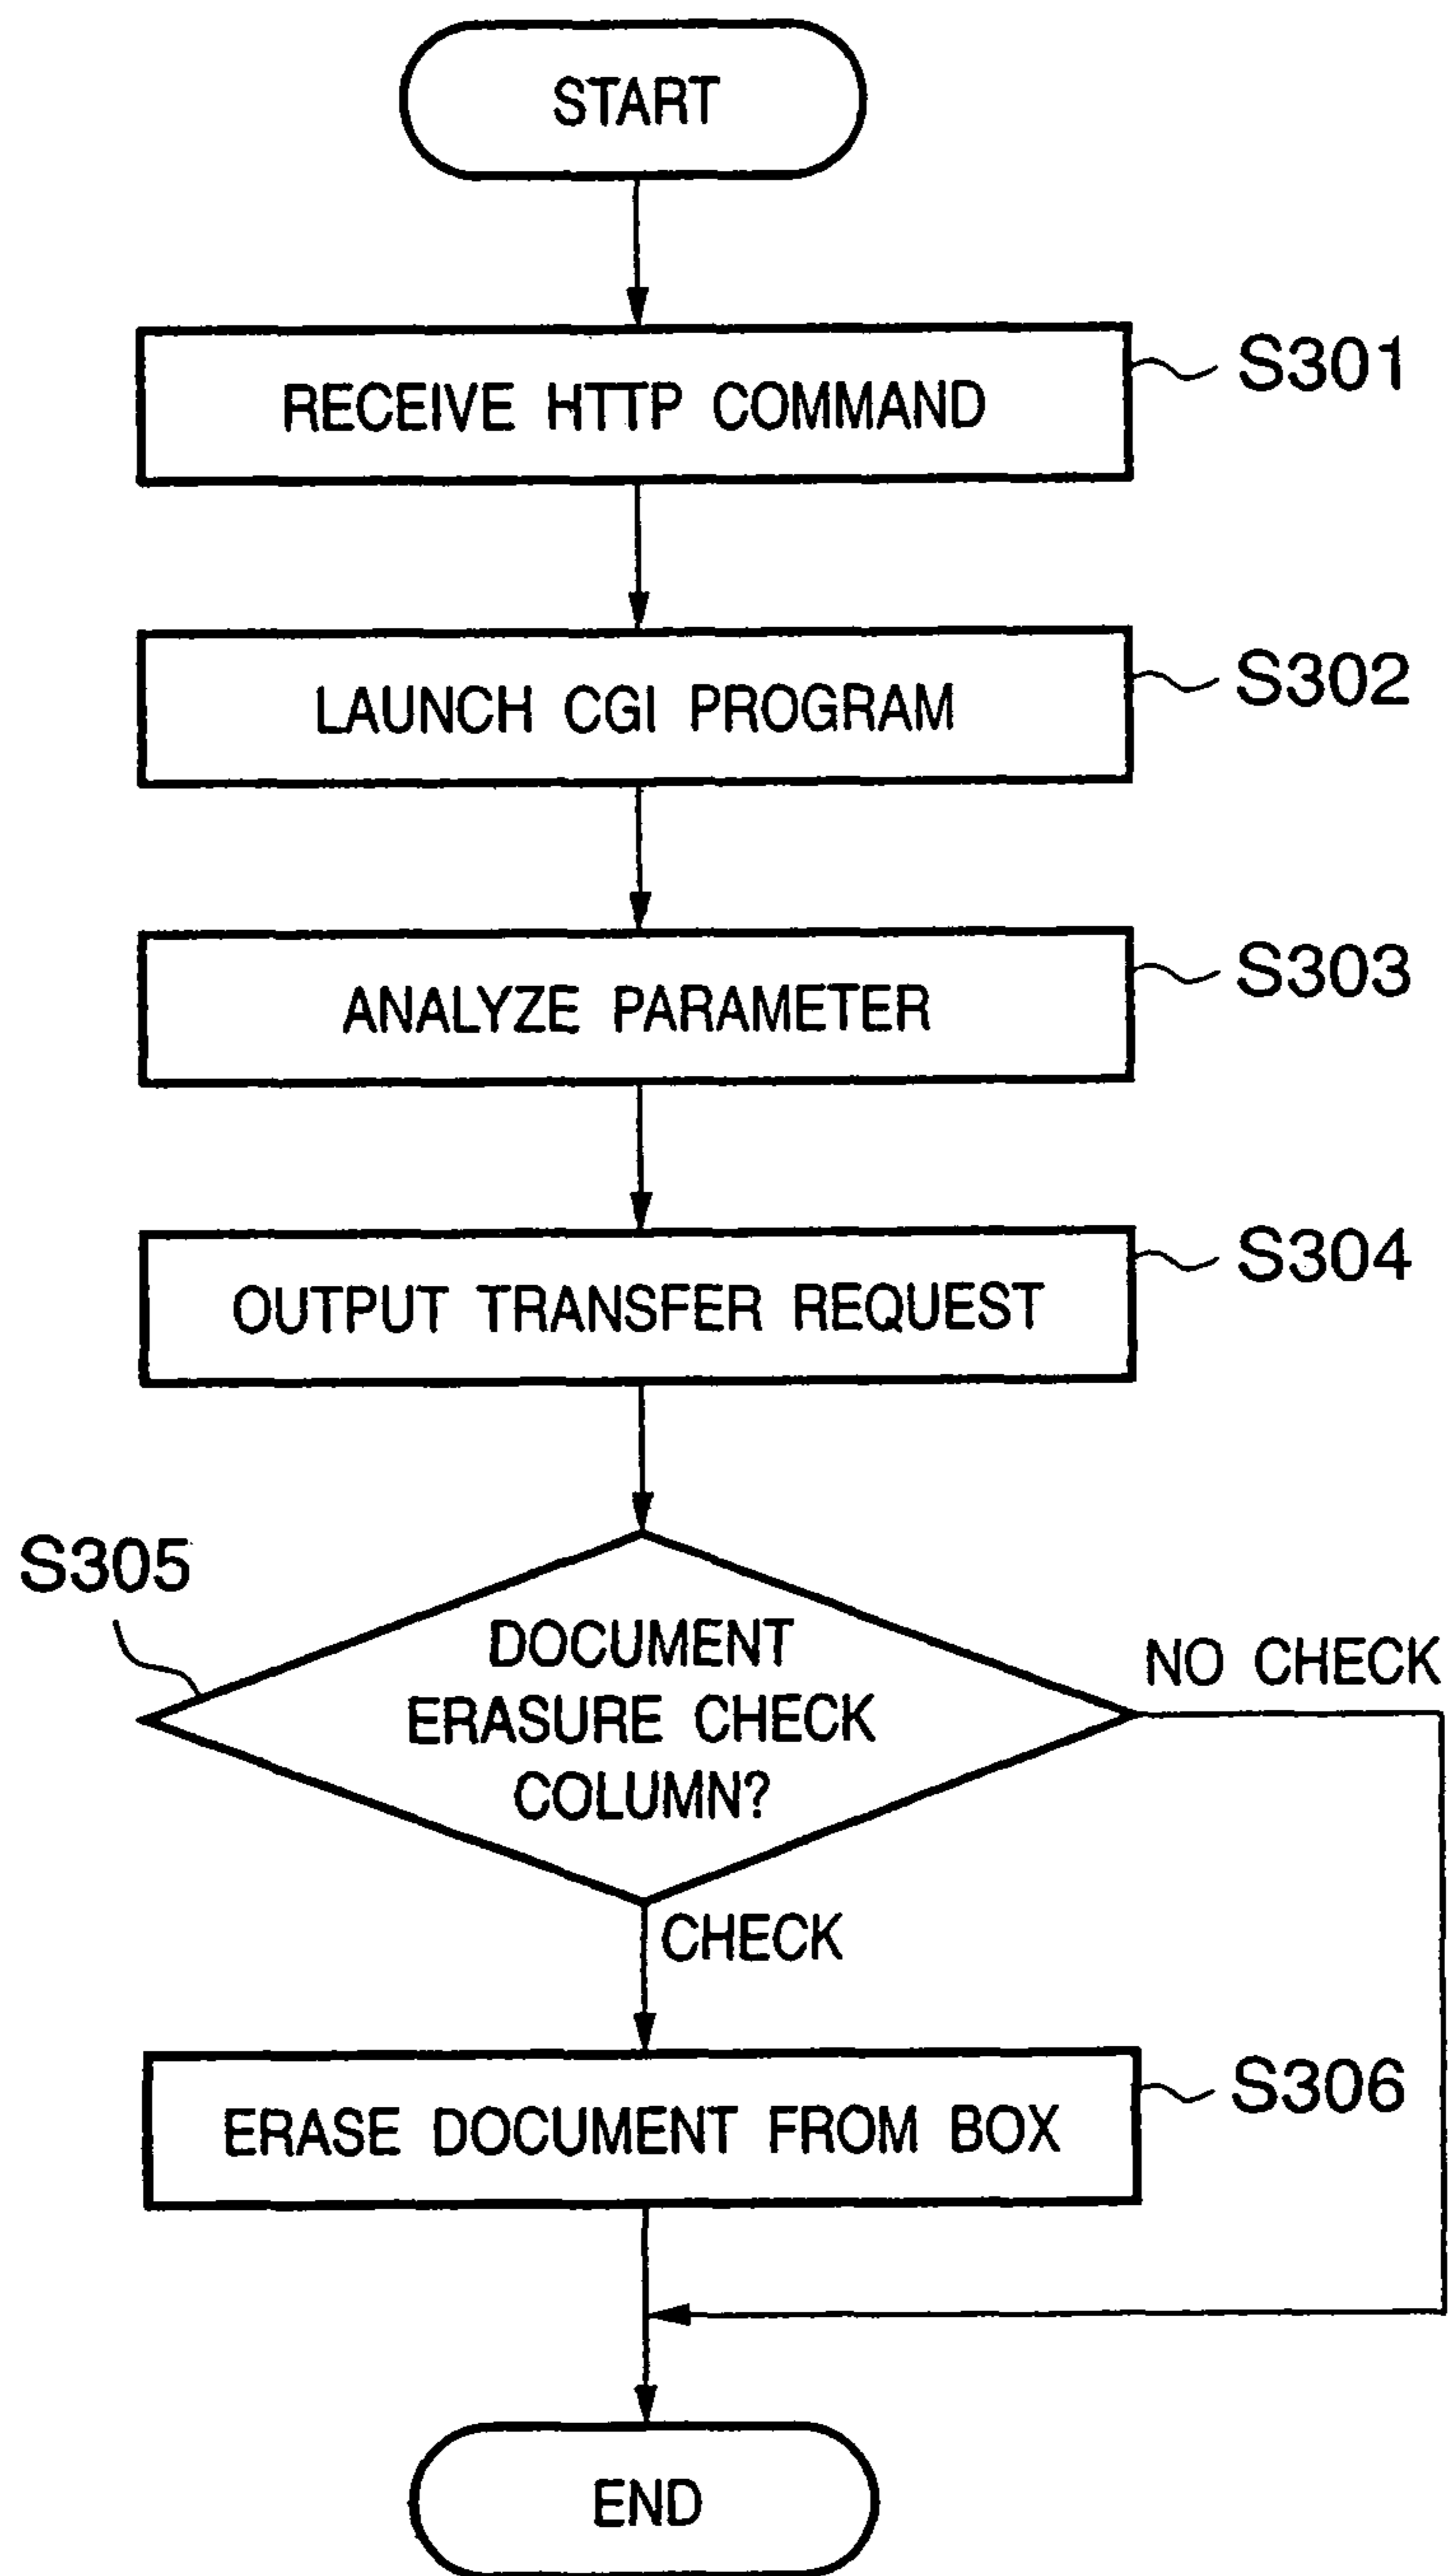 START
RECEIVE HTTP COMMAND
S301
LAUNCH CGI PROGRAM
S302
ANALYZE PARAMETER
S303
OUTPUT TRANSFER REQUEST
S304
S305
DOCUMENT
ERASURE CHECK
COLUMN?
NO CHECK
CHECK
ERASE DOCUMENT FROM BOX
S306
END